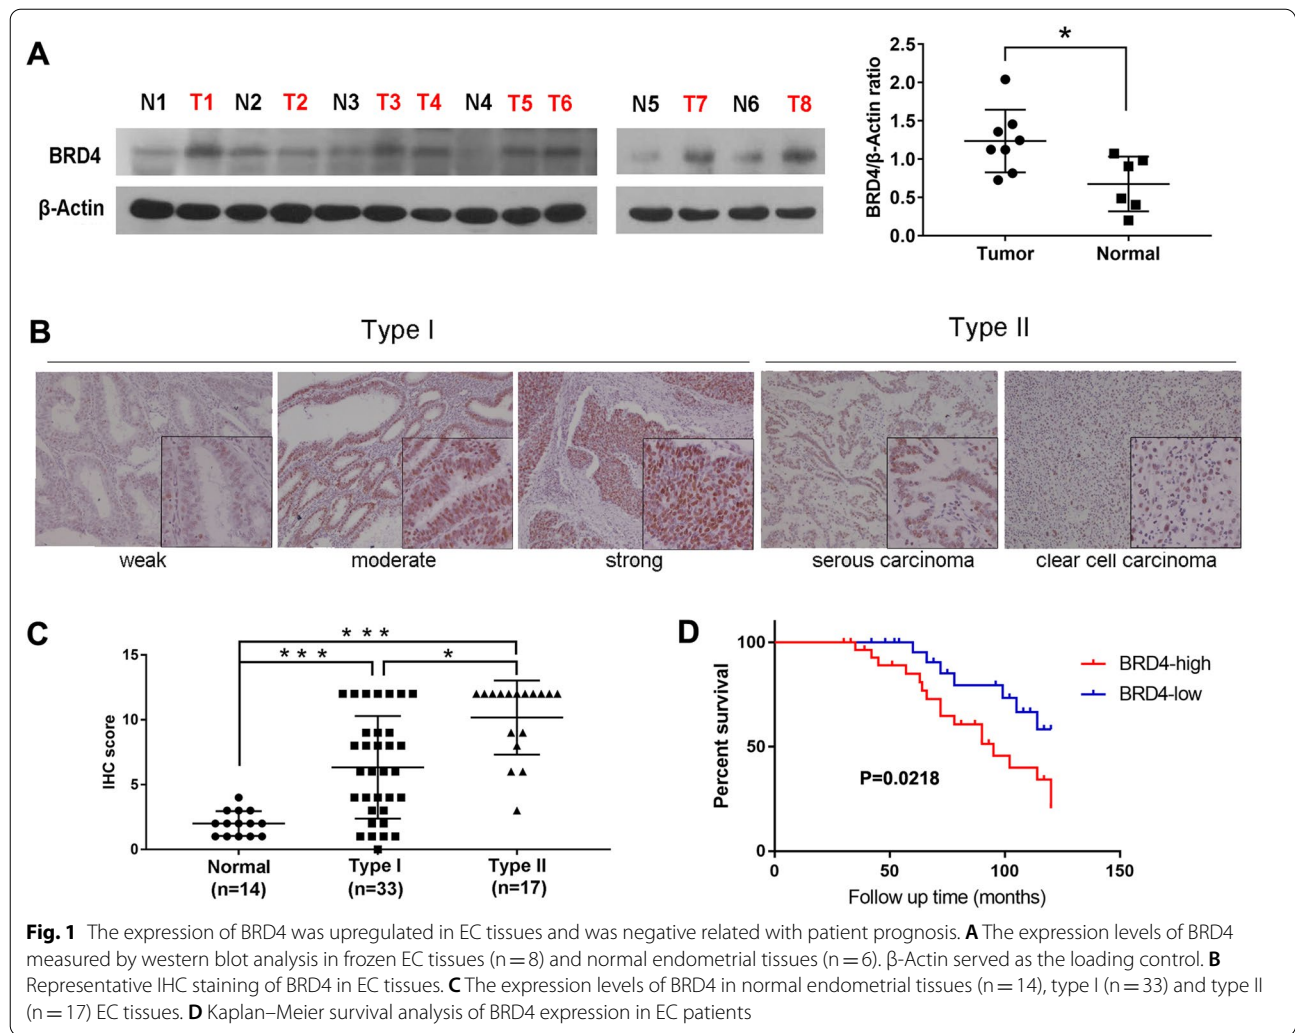 A
N1 T1 N2 T2 N3 T3 T4 N4 T5 T6
N5 T7 N6 T8
BRD4
β-Actin
*
BRD4/β-Actin ratio
2.5
2.0
1.5
1.0
0.5
0.0
Tumor Normal
B
Type I
Type II
weak
moderate
strong
serous carcinoma
clear cell carcinoma
C
***
*** *
IHC score
15
10
5
0
Normal Type I Type II
(n=14) (n=33) (n=17)
D
Percent survival
100
50
0
0 50 100 150
Follow up time (months)
P=0.0218
BRD4-high
BRD4-low
Fig. 1 The expression of BRD4 was upregulated in EC tissues and was negative related with patient prognosis. A The expression levels of BRD4
measured by western blot analysis in frozen EC tissues (n = 8) and normal endometrial tissues (n = 6). β-Actin served as the loading control. B
Representative IHC staining of BRD4 in EC tissues. C The expression levels of BRD4 in normal endometrial tissues (n = 14), type I (n = 33) and type II
(n = 17) EC tissues. D Kaplan–Meier survival analysis of BRD4 expression in EC patients